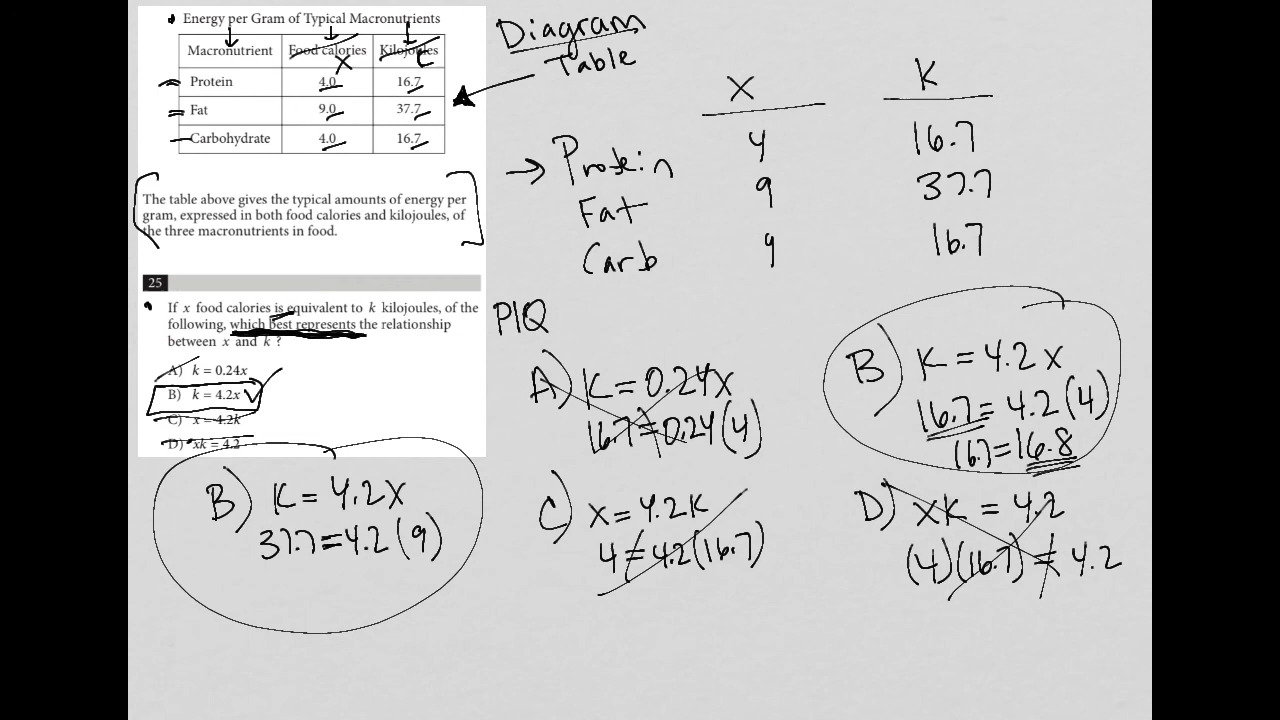 Energy per Gram of Typical Macronutrients
Macronutrient Food calories Kilojoules
X
Protein 4.0 16.7
Fat 9.0 37.7
Carbohydrate 4.0 16.7
The table above gives the typical amounts of energy per
gram, expressed in both food calories and kilojoules, of
the three macronutrients in food.
25
If x food calories is equivalent to k kilojoules, of the
following, which best represents the relationship
between x and k ?
A) k = 0.24x
B) k = 4.2x
C) x = 4.2k
D) xk = 4.2
Diagram
Table
X K
Protein 4 16.7
Fat 9 37.7
Carb 9 16.7
PIQ
A) K = 0.24x
16.7 = 0.24(4)
B) K = 4.2x
16.7 = 4.2(4)
16.7 = 16.8
B) K = 4.2x
37.7 = 4.2(9)
C) x = 4.2K
4 ≠ 4.2(16.7)
D) xK = 4.2
(4)(16.7) ≠ 4.2